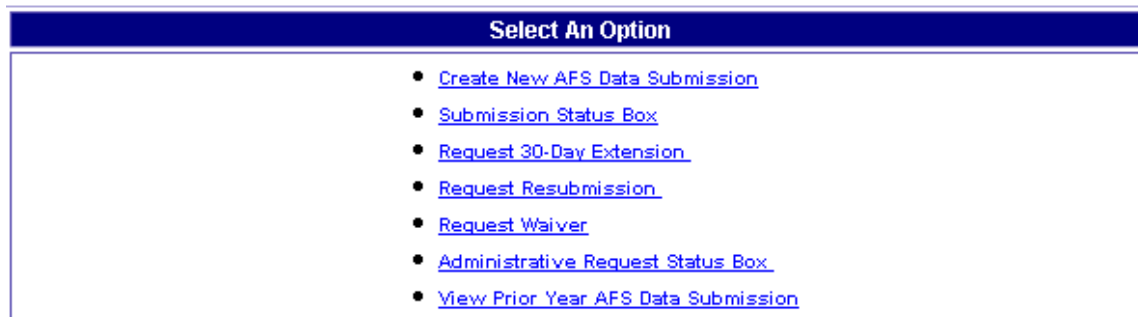 Select An Option
Create New AFS Data Submission
Submission Status Box
Request 30-Day Extension
Request Resubmission
Request Waiver
Administrative Request Status Box
View Prior Year AFS Data Submission